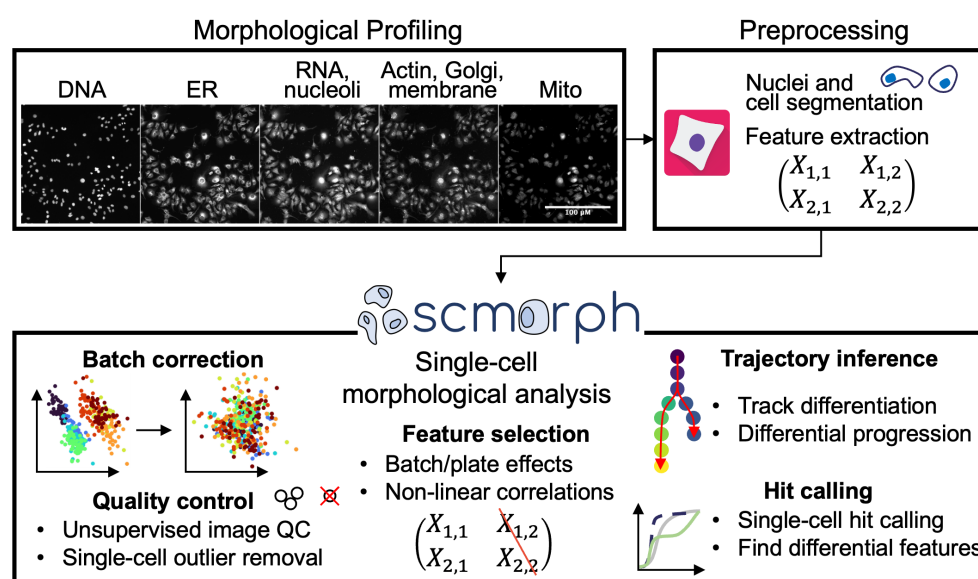 Morphological Profiling
DNA
ER
RNA,
nucleoli
Actin, Golgi,
membrane
Mito
100 µM
Preprocessing
Nuclei and
cell segmentation
Feature extraction
X1,1 X1,2
X2,1 X2,2
scmorph
Single-cell
morphological analysis
Batch correction
Quality control
• Unsupervised image QC
• Single-cell outlier removal
Feature selection
• Batch/plate effects
• Non-linear correlations
X1,1 X1,2
X2,1 X2,2
Trajectory inference
• Track differentiation
• Differential progression
Hit calling
• Single-cell hit calling
• Find differential features